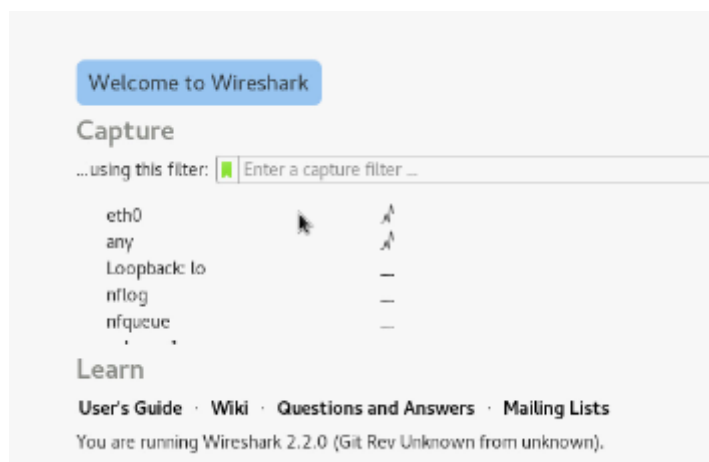 Welcome to Wireshark
Capture
...using this filter: Enter a capture filter ...
eth0
any
Loopback: lo
nflog
nfqueue
Learn
User's Guide · Wiki · Questions and Answers · Mailing Lists
You are running Wireshark 2.2.0 (Git Rev Unknown from unknown).